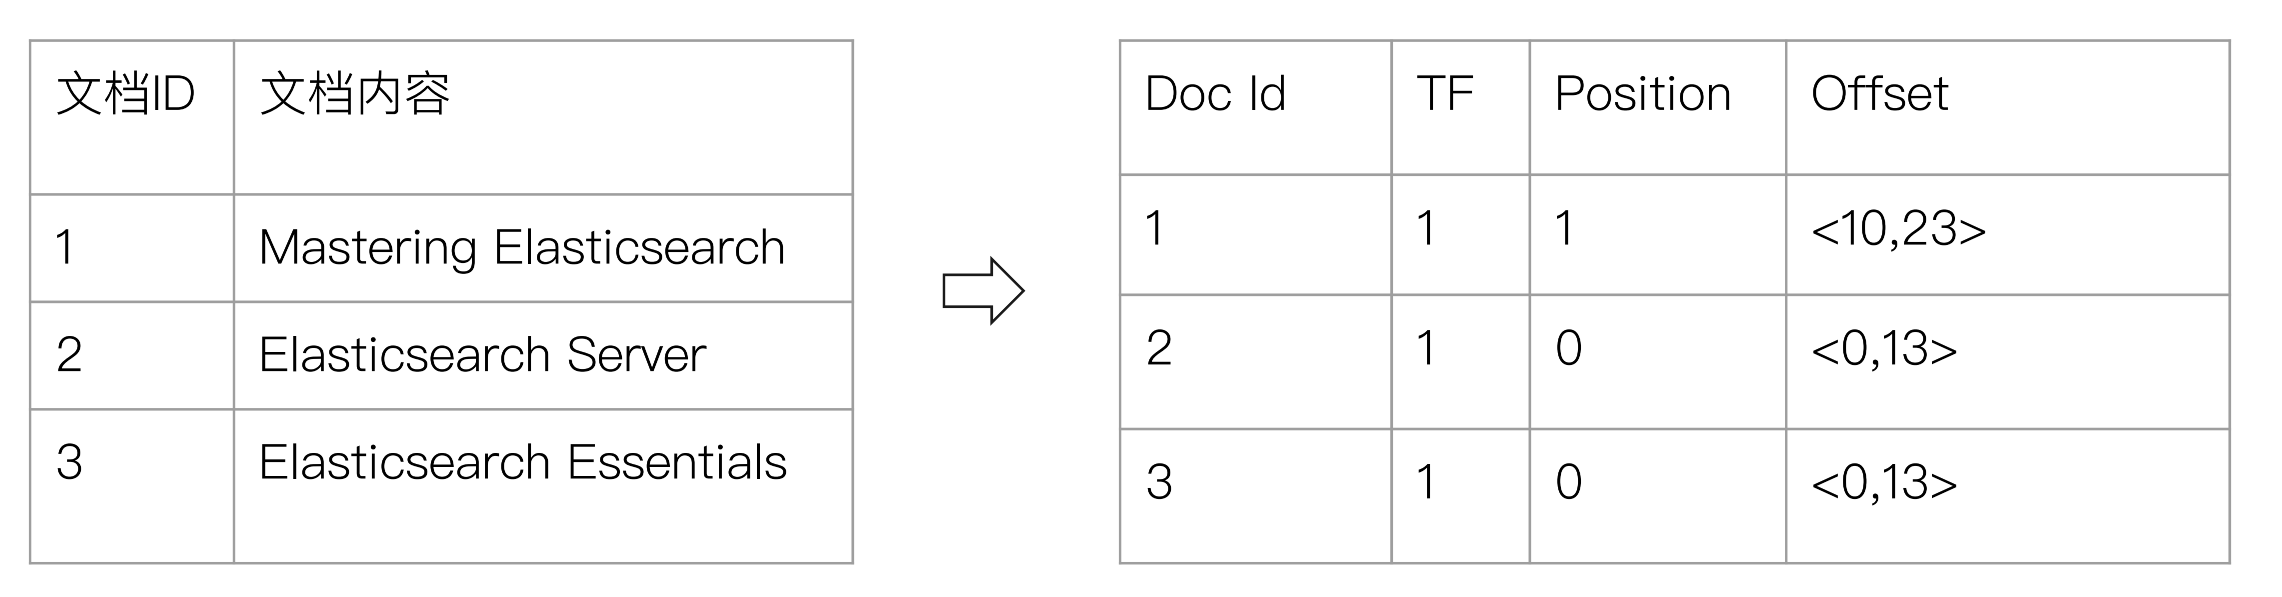 文档ID 文档内容
1 Mastering Elasticsearch
2 Elasticsearch Server
3 Elasticsearch Essentials
Doc Id TF Position Offset
1 1 1 <10,23>
2 1 0 <0,13>
3 1 0 <0,13>